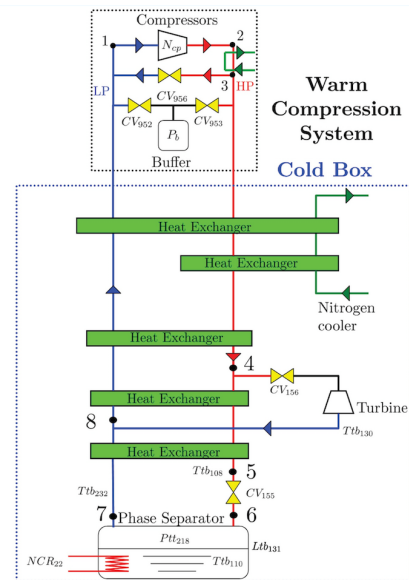 Compressors
1
2
N_cp
3
LP
CV_956
HP
CV_952
CV_953
P_b
Buffer
Warm
Compression
System
Cold Box
Heat Exchanger
Heat Exchanger
Nitrogen
cooler
Heat Exchanger
4
CV_156
Heat Exchanger
Turbine
8
Ttb_130
Heat Exchanger
Ttb_108
5
CV_155
Ttb_232
7
Phase Separator
6
Ptt_218
Ltb_131
NCR_22
Ttb_110